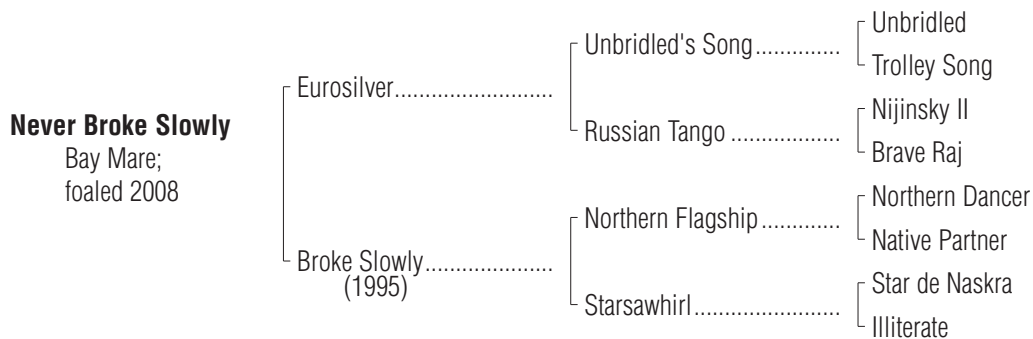 Unbridled
Unbridled's Song..............
Trolley Song
Eurosilver..........................
Nijinsky II
Russian Tango .................
Brave Raj
Never Broke Slowly
Bay Mare;
foaled 2008
Northern Dancer
Northern Flagship.............
Native Partner
Broke Slowly.....................
(1995)
Star de Naskra
Starsawhirl........................
Illiterate